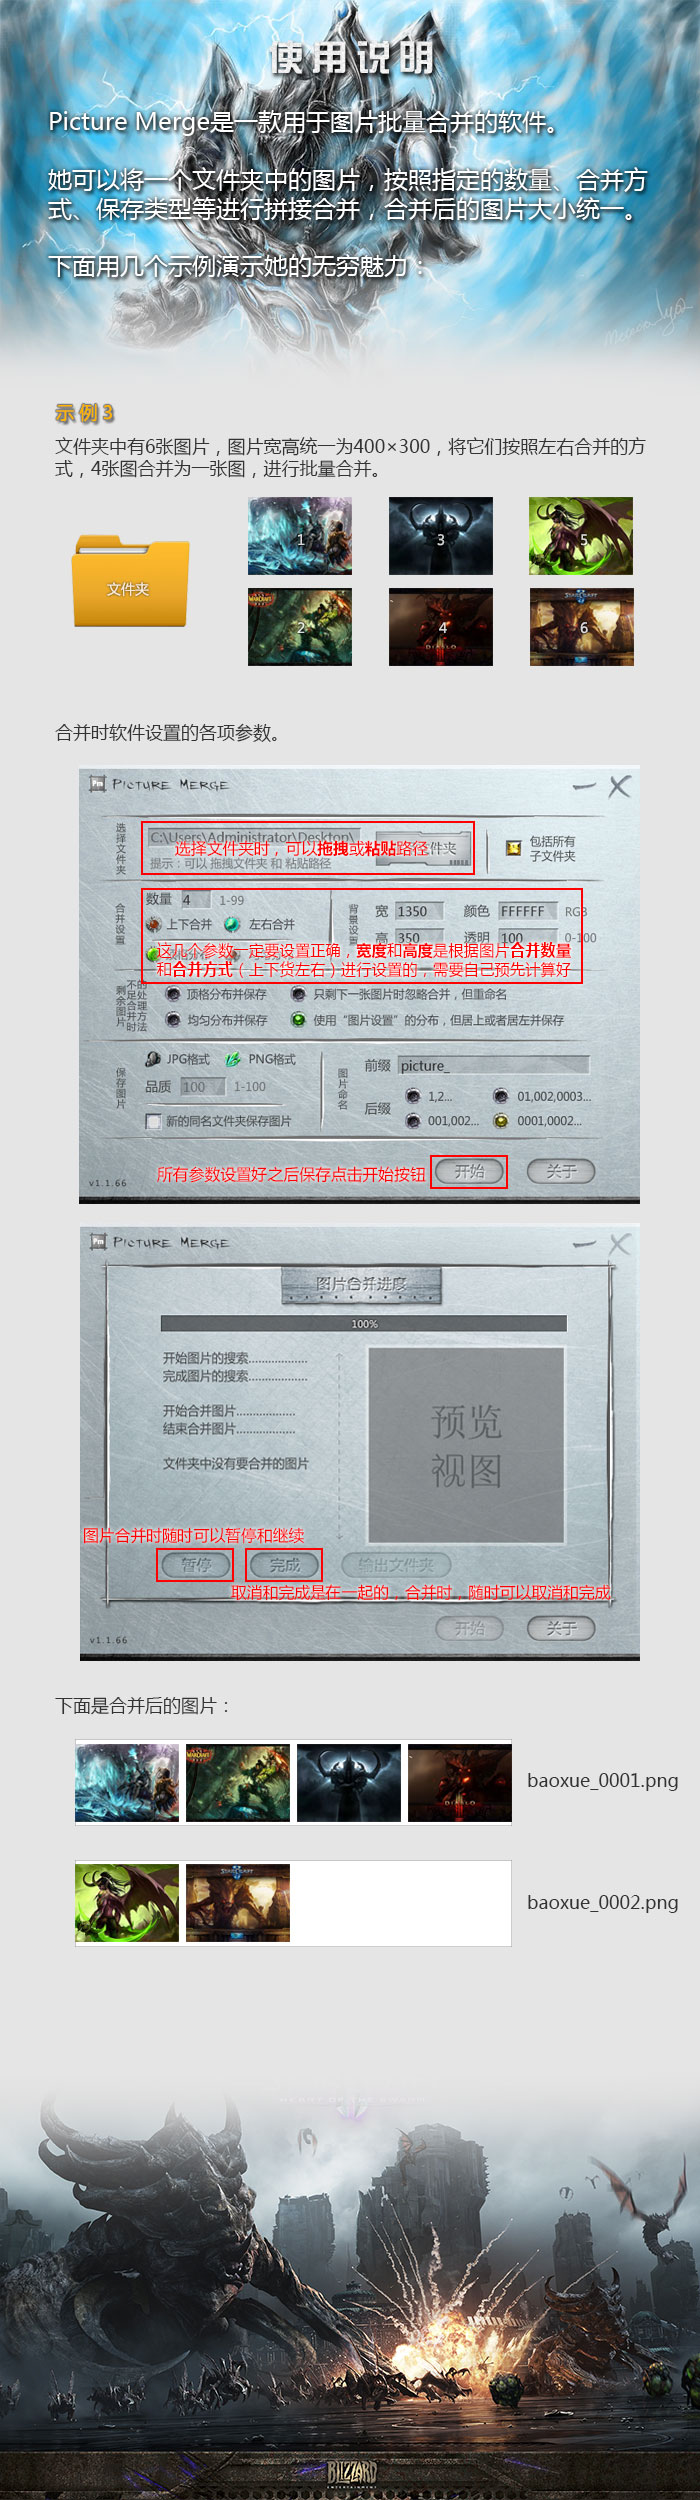 使用说明
Picture Merge是一款用于图片批量合并的软件。
她可以将一个文件夹中的图片，按照指定的数量、合并方
式、保存类型等进行拼接合并，合并后的图片大小统一。
下面用几个示例演示她的无穷魅力：
示例3
文件夹中有6张图片，图片宽高统一为400×300，将它们按照左右合并的方
式，4张图合并为一张图，进行批量合并。
文件夹
1
3
5
2
4
6
WARCRAFT
DIABLO
STARCRAFT
合并时软件设置的各项参数。
PICTURE MERGE
选择文件夹
C:\Users\Administrator\Desktop\
件夹
选择文件夹时，可以拖拽或粘贴路径
提示：可以 拖拽文件夹 和 粘贴路径
包括所有
子文件夹
合并设置
数量 4 1-99
上下合并 左右合并
背景设置
宽 1350 颜色 FFFFFF RGB
高 350 透明 100 0-100
这几个参数一定要设置正确，宽度和高度是根据图片合并数量
和合并方式（上下货左右）进行设置的，需要自己预先计算好
剩余图片不足合并时的处理方法
顶格分布并保存 只剩下一张图片时忽略合并，但重命名
均匀分布并保存 使用“图片设置”的分布，但居上或者居左并保存
保存图片
JPG格式 PNG格式
品质 100 1-100
新的同名文件夹保存图片
图片命名
前缀 picture_
后缀
1,2... 01,002,0003...
001,002... 0001,0002...
v1.1.66
所有参数设置好之后保存点击开始按钮
开始 关于
PICTURE MERGE
图片合并进度
100%
开始图片的搜索.................
完成图片的搜索.................
开始合并图片.................
结束合并图片.................
文件夹中没有要合并的图片
预览
视图
图片合并时随时可以暂停和继续
暂停 完成 输出文件夹
取消和完成是在一起的，合并时，随时可以取消和完成
开始 关于
v1.1.66
下面是合并后的图片：
WARCRAFT
DIABLO
baoxue_0001.png
STARCRAFT
baoxue_0002.png
HEART OF THE SWARM
BLIZZARD
ENTERTAINMENT